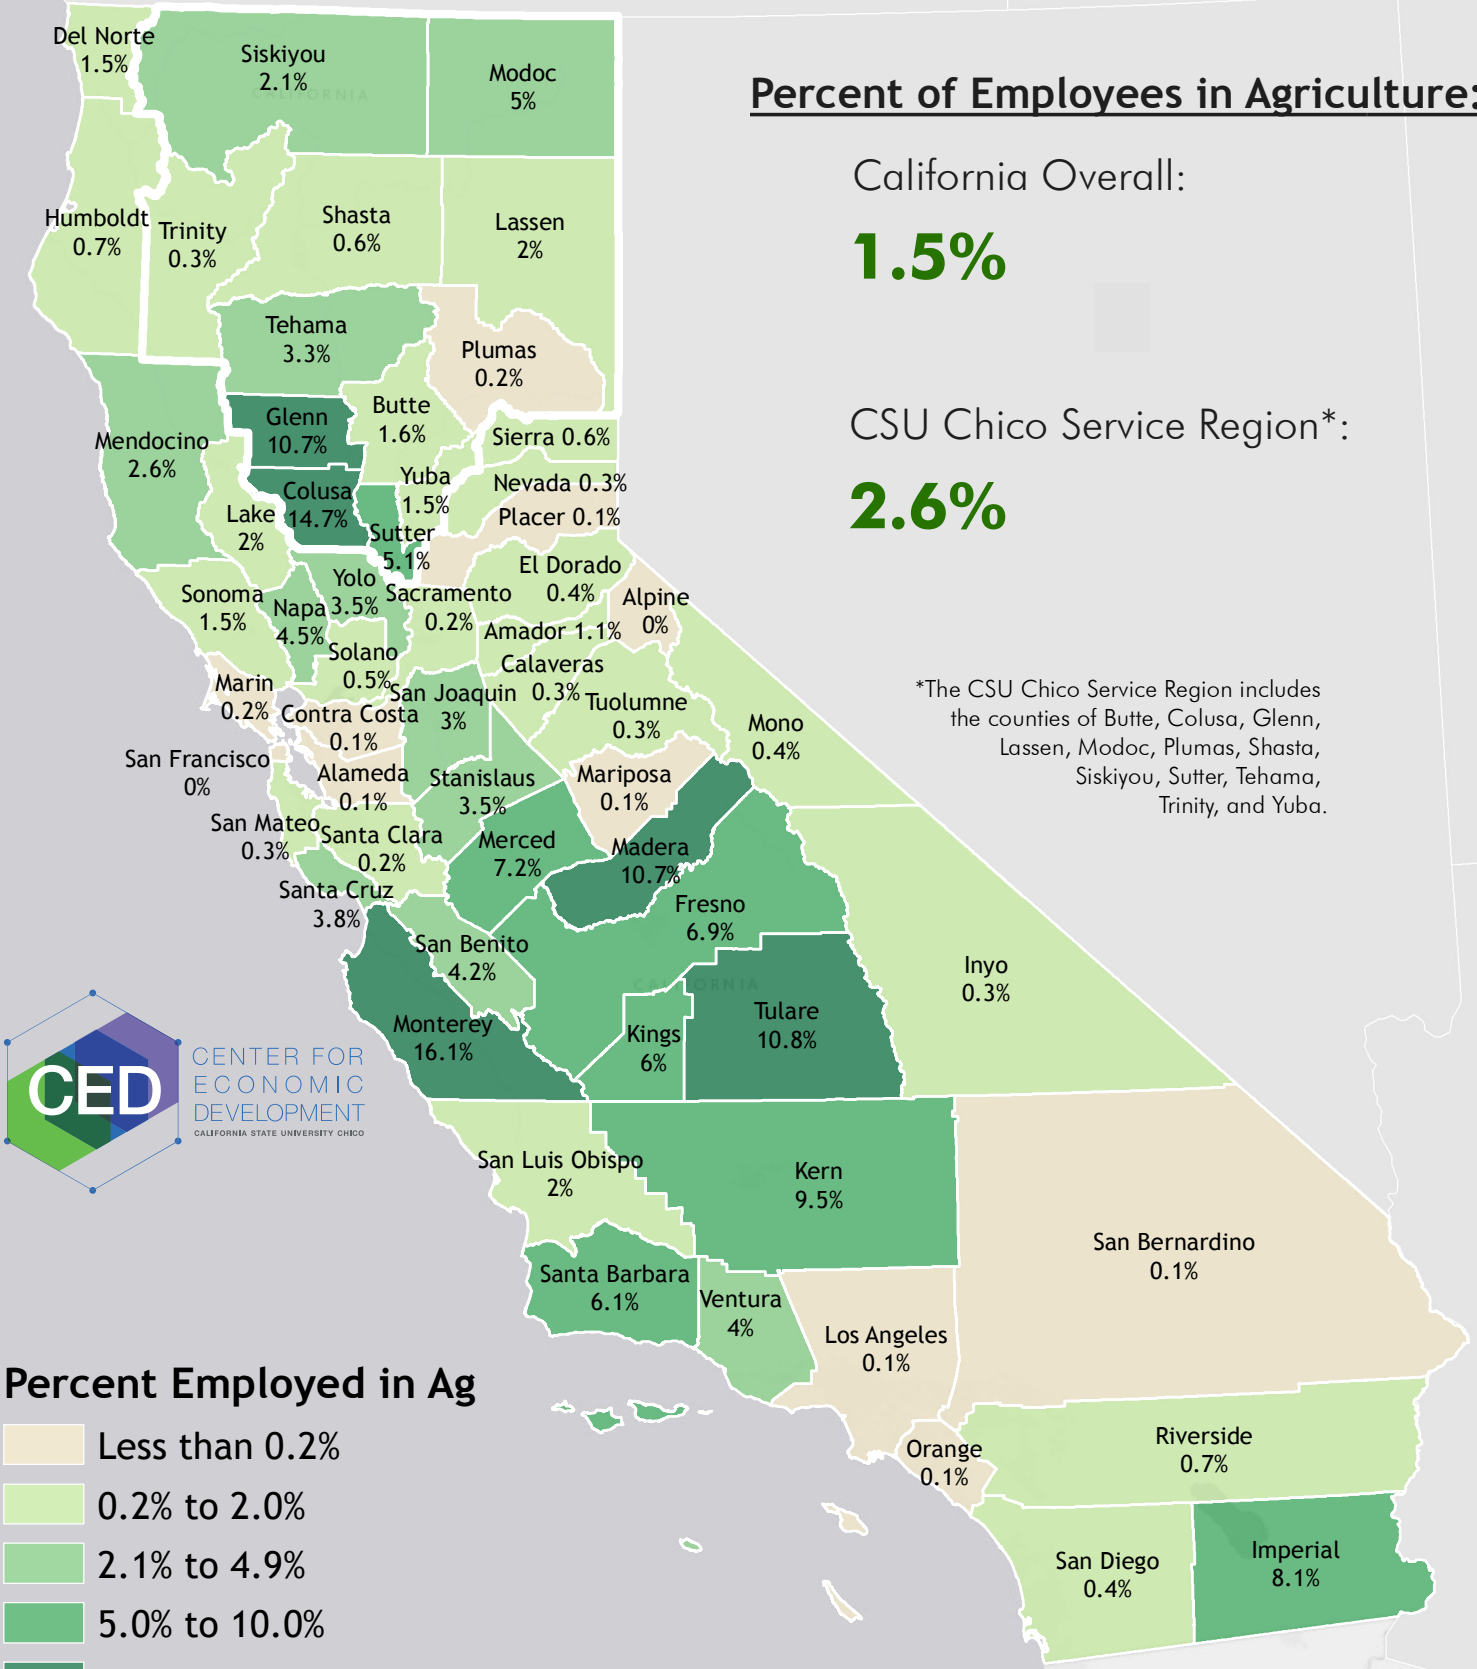 Del Norte
1.5%
Siskiyou
2.1%
CALIFORNIA
Modoc
5%
Percent of Employees in Agriculture:
California Overall:
1.5%
CSU Chico Service Region*:
2.6%
*The CSU Chico Service Region includes
the counties of Butte, Colusa, Glenn,
Lassen, Modoc, Plumas, Shasta,
Siskiyou, Sutter, Tehama,
Trinity, and Yuba.
Humboldt
0.7%
Trinity
0.3%
Shasta
0.6%
Lassen
2%
Tehama
3.3%
Plumas
0.2%
Glenn
10.7%
Butte
1.6%
Sierra 0.6%
Mendocino
2.6%
Colusa
14.7%
Yuba
1.5%
Nevada 0.3%
Placer 0.1%
Lake
2%
Sutter
5.1%
El Dorado
0.4%
Sonoma
1.5%
Napa
4.5%
Yolo
3.5%
Sacramento
0.2%
Alpine
0%
Amador 1.1%
Solano
0.5%
Calaveras
0.3%
Marin
0.2%
Contra Costa
0.1%
San Joaquin
3%
Tuolumne
0.3%
Mono
0.4%
San Francisco
0%
Alameda
0.1%
Stanislaus
3.5%
Mariposa
0.1%
San Mateo
0.3%
Santa Clara
0.2%
Merced
7.2%
Madera
10.7%
Santa Cruz
3.8%
Fresno
6.9%
San Benito
4.2%
CALIFORNIA
Inyo
0.3%
Monterey
16.1%
Kings
6%
Tulare
10.8%
CED
CENTER FOR
ECONOMIC
DEVELOPMENT
CALIFORNIA STATE UNIVERSITY CHICO
San Luis Obispo
2%
Kern
9.5%
San Bernardino
0.1%
Santa Barbara
6.1%
Ventura
4%
Los Angeles
0.1%
Orange
0.1%
Riverside
0.7%
San Diego
0.4%
Imperial
8.1%
Percent Employed in Ag
Less than 0.2%
0.2% to 2.0%
2.1% to 4.9%
5.0% to 10.0%